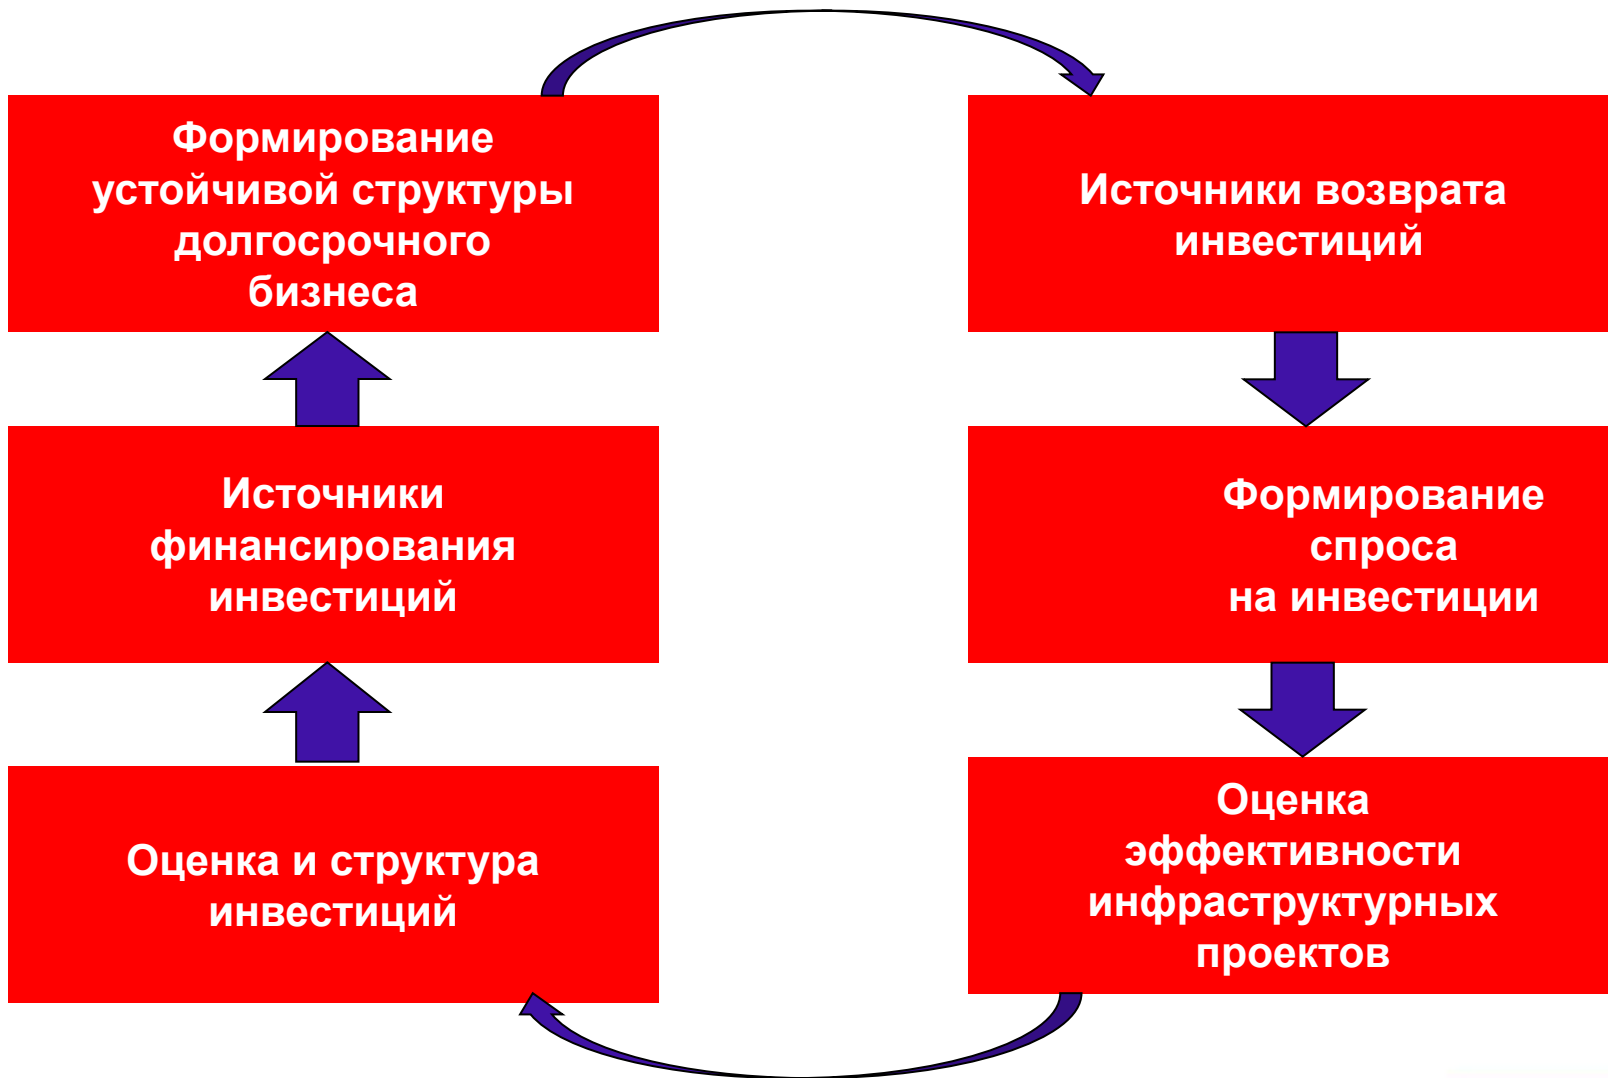 Формирование
устойчивой структуры
долгосрочного
бизнеса
Источники возврата
инвестиций
Источники
финансирования
инвестиций
Формирование
спроса
на инвестиции
Оценка и структура
инвестиций
Оценка
эффективности
инфраструктурных
проектов